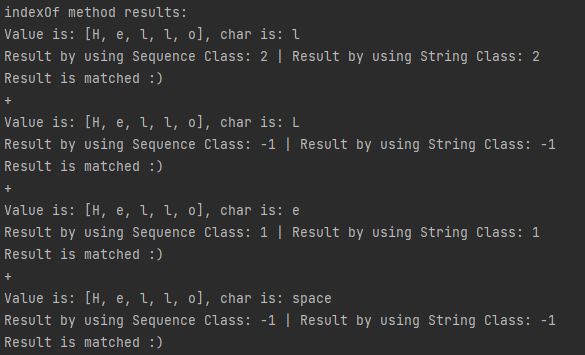 indexOf method results:
Value is: [H, e, l, l, o], char is: l
Result by using Sequence Class: 2 | Result by using String Class: 2
Result is matched :)
+
Value is: [H, e, l, l, o], char is: L
Result by using Sequence Class: -1 | Result by using String Class: -1
Result is matched :)
+
Value is: [H, e, l, l, o], char is: e
Result by using Sequence Class: 1 | Result by using String Class: 1
Result is matched :)
+
Value is: [H, e, l, l, o], char is: space
Result by using Sequence Class: -1 | Result by using String Class: -1
Result is matched :)